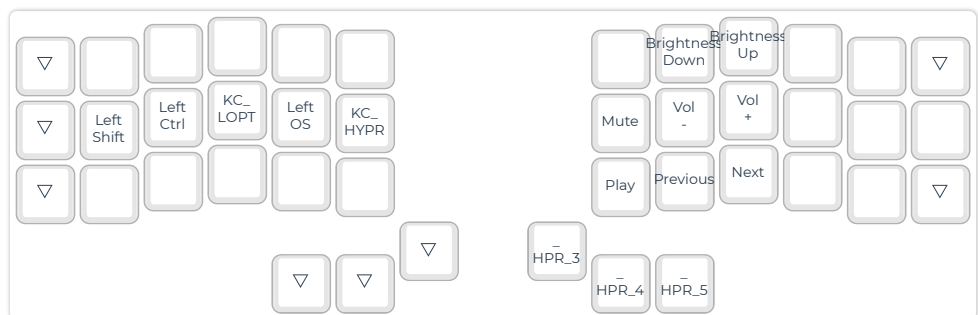 Brightness
Down
Brightness
Up
Left
Shift
Left
Ctrl
KC_
LOPT
Left
OS
KC_
HYPR
Mute
Vol
-
Vol
+
Play
Previous
Next
_
HPR_3
_
HPR_4
_
HPR_5